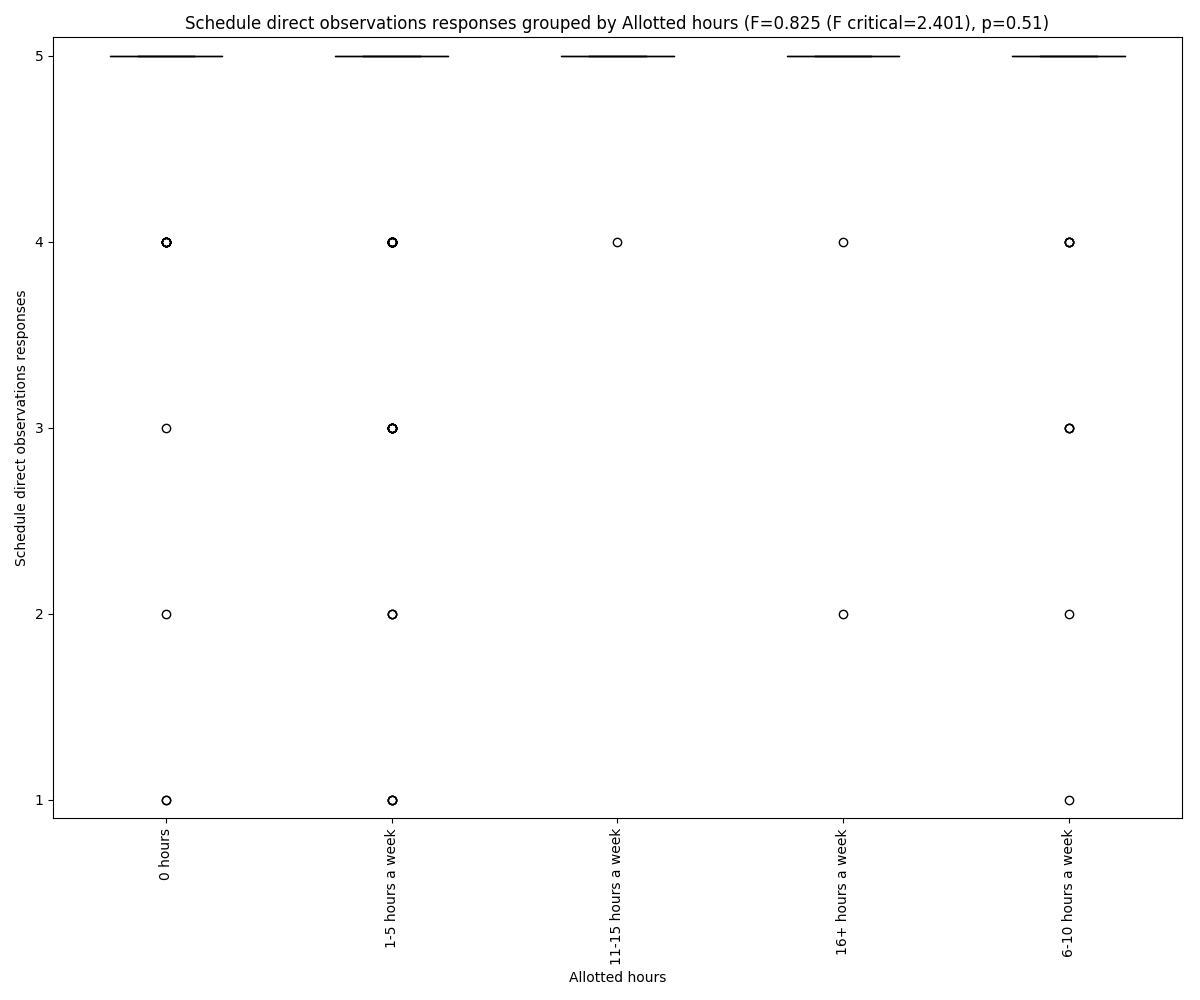 Schedule direct observations responses grouped by Allotted hours (F=0.825 (F critical=2.401), p=0.51)
Schedule direct observations responses
5
4
3
2
1
0 hours
1-5 hours a week
11-15 hours a week
16+ hours a week
6-10 hours a week
Allotted hours